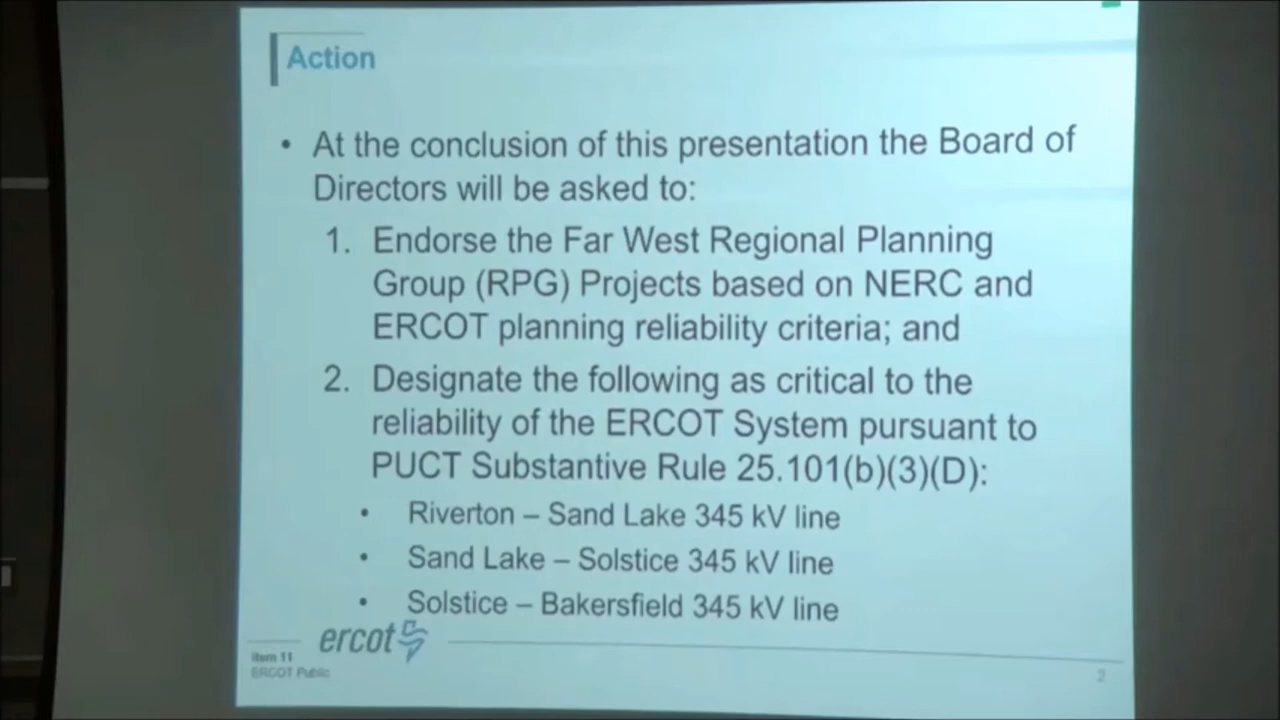 Action
• At the conclusion of this presentation the Board of
Directors will be asked to:
1. Endorse the Far West Regional Planning
Group (RPG) Projects based on NERC and
ERCOT planning reliability criteria; and
2. Designate the following as critical to the
reliability of the ERCOT System pursuant to
PUCT Substantive Rule 25.101(b)(3)(D):
• Riverton – Sand Lake 345 kV line
• Sand Lake – Solstice 345 kV line
• Solstice – Bakersfield 345 kV line
ercot
Item 11
ERCOT Public
2